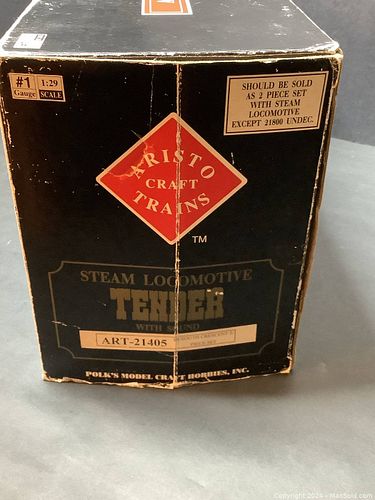 #1
Gauge
1:29
SCALE
SHOULD BE SOLD
AS 2 PIECE SET
WITH STEAM
LOCOMOTIVE
EXCEPT 21800 UNDEC.
ARISTO
CRAFT
TRAINS
TM
STEAM LOCOMOTIVE
TENDER
WITH SOUND
ART-21405
PIECE SET
POLK'S MODEL CRAFT HOBBIES, INC.
Copyright 2024 - MaxSold.com